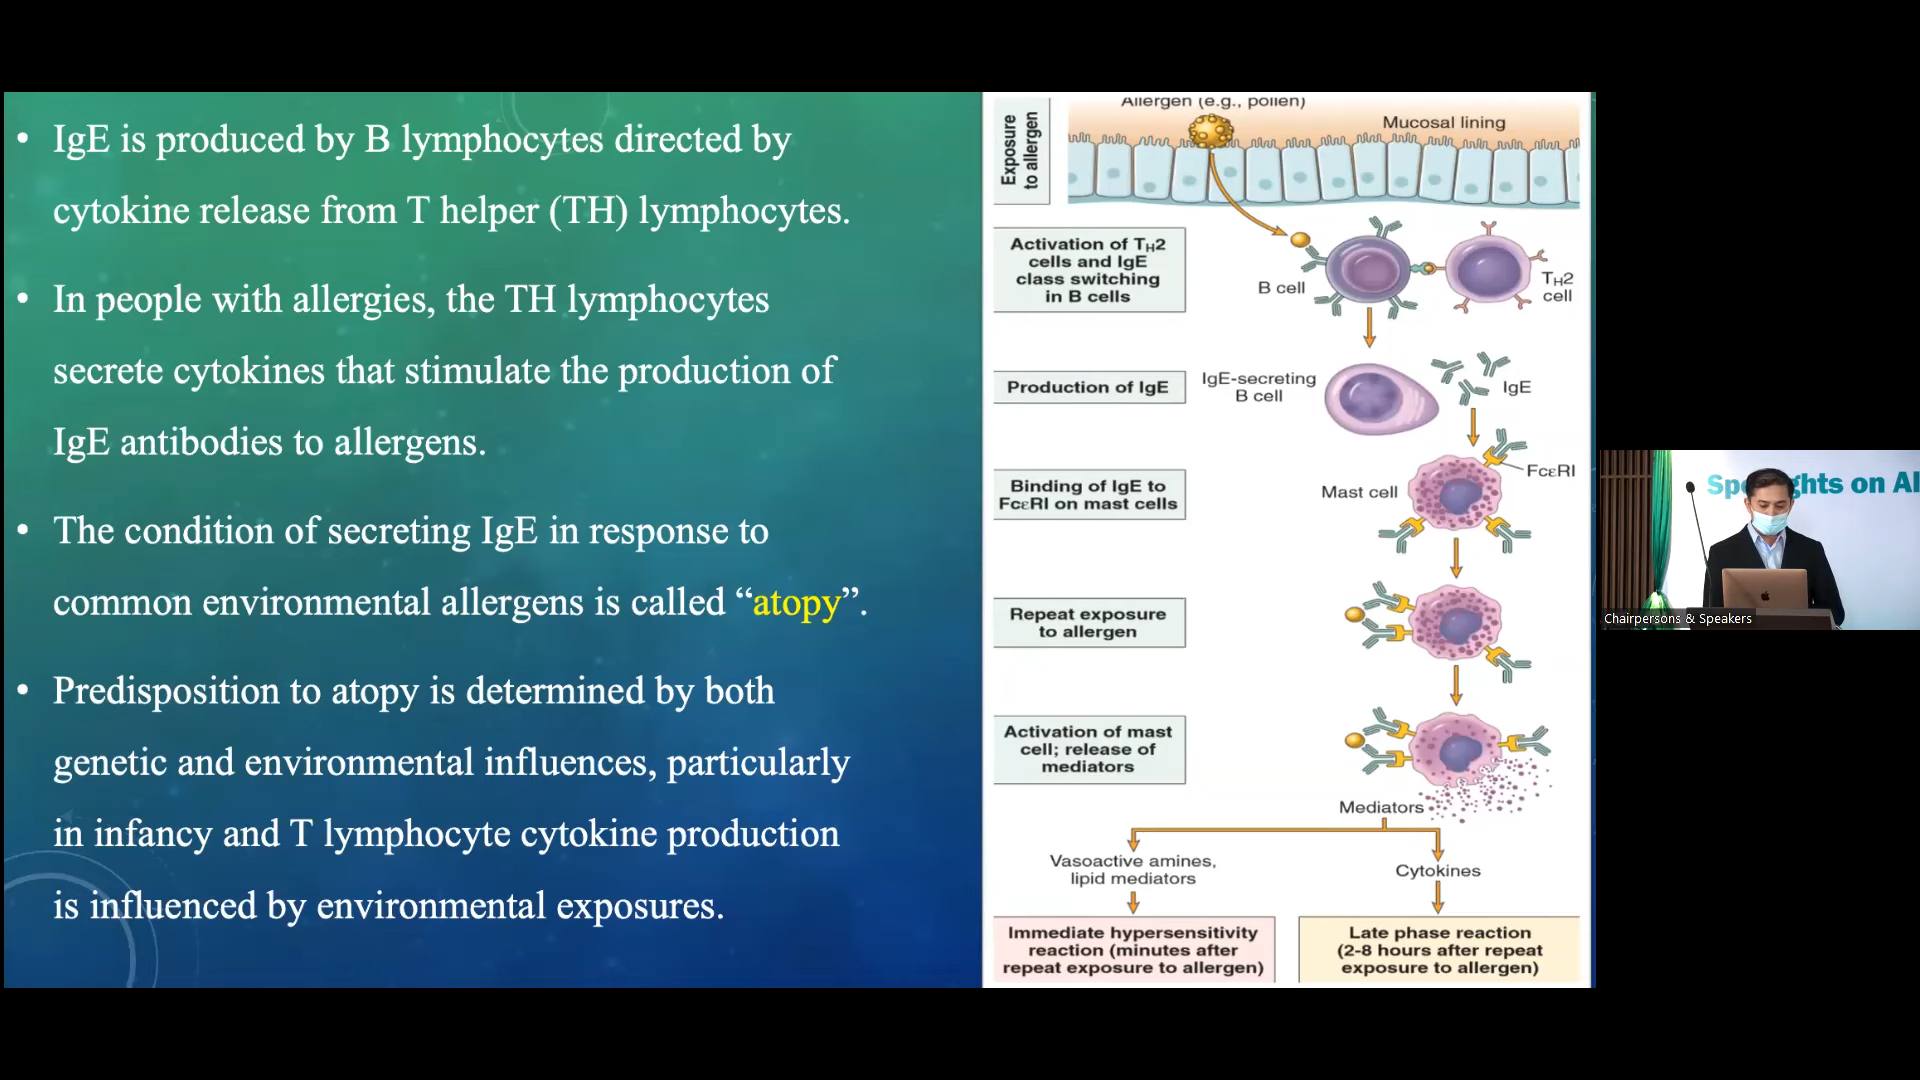 • IgE is produced by B lymphocytes directed by
cytokine release from T helper (TH) lymphocytes.
• In people with allergies, the TH lymphocytes
secrete cytokines that stimulate the production of
IgE antibodies to allergens.
• The condition of secreting IgE in response to
common environmental allergens is called “atopy”.
• Predisposition to atopy is determined by both
genetic and environmental influences, particularly
in infancy and T lymphocyte cytokine production
is influenced by environmental exposures.
Exposure
to allergen
Allergen (e.g., pollen)
Mucosal lining
Activation of TH2
cells and IgE
class switching
in B cells
B cell
TH2
cell
Production of IgE
IgE-secreting
B cell
IgE
Binding of IgE to
FcεRI on mast cells
Mast cell
FcεRI
Repeat exposure
to allergen
Activation of mast
cell; release of
mediators
Mediators
Vasoactive amines,
lipid mediators
Cytokines
Immediate hypersensitivity
reaction (minutes after
repeat exposure to allergen)
Late phase reaction
(2-8 hours after repeat
exposure to allergen)
on
Chairpersons & Speakers